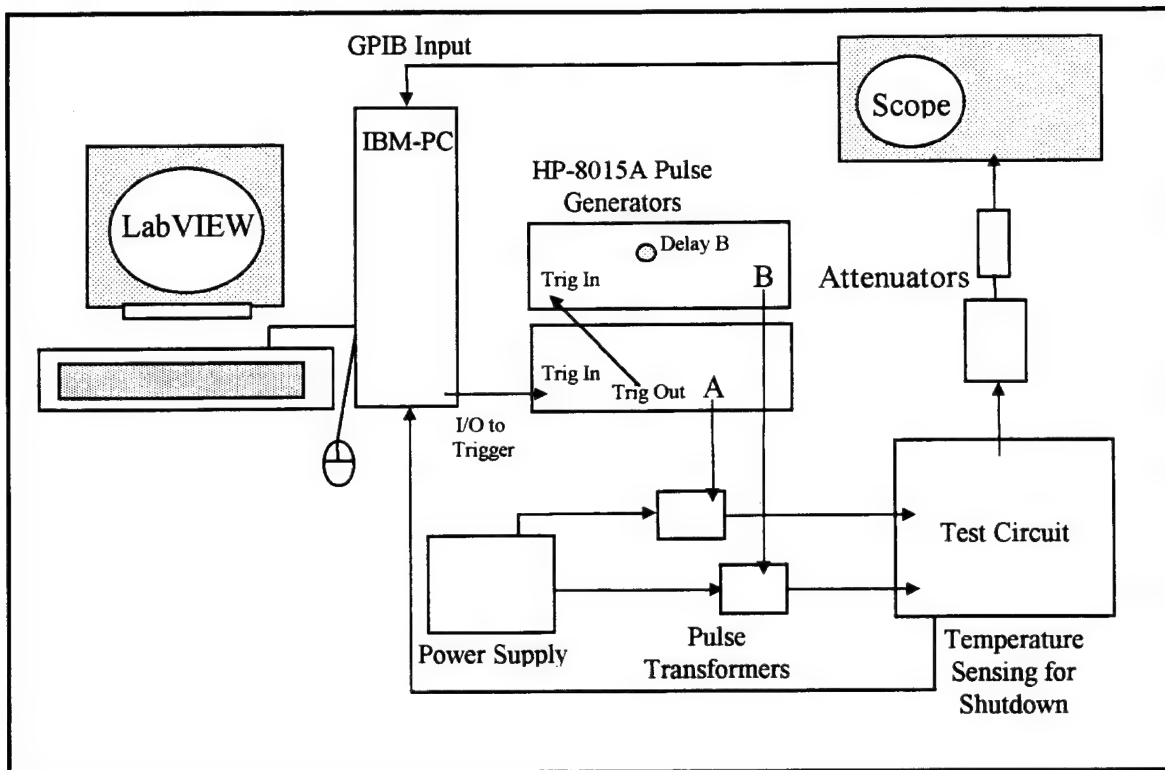 GPIB Input
IBM-PC
Scope
LabVIEW
HP-8015A Pulse
Generators
Delay B
Trig In
B
Attenuators
Trig In
Trig Out
A
I/O to
Trigger
Test Circuit
Power Supply
Pulse
Transformers
Temperature
Sensing for
Shutdown